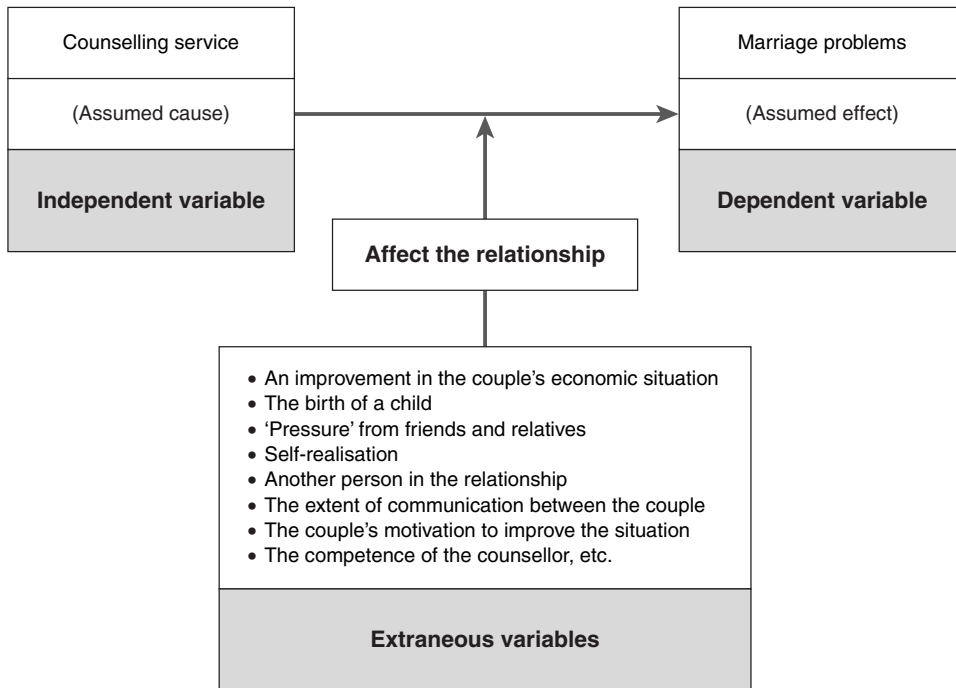 Counselling service
(Assumed cause)
Independent variable
Marriage problems
(Assumed effect)
Dependent variable
Affect the relationship
• An improvement in the couple’s economic situation
• The birth of a child
• ‘Pressure’ from friends and relatives
• Self-realisation
• Another person in the relationship
• The extent of communication between the couple
• The couple’s motivation to improve the situation
• The competence of the counsellor, etc.
Extraneous variables